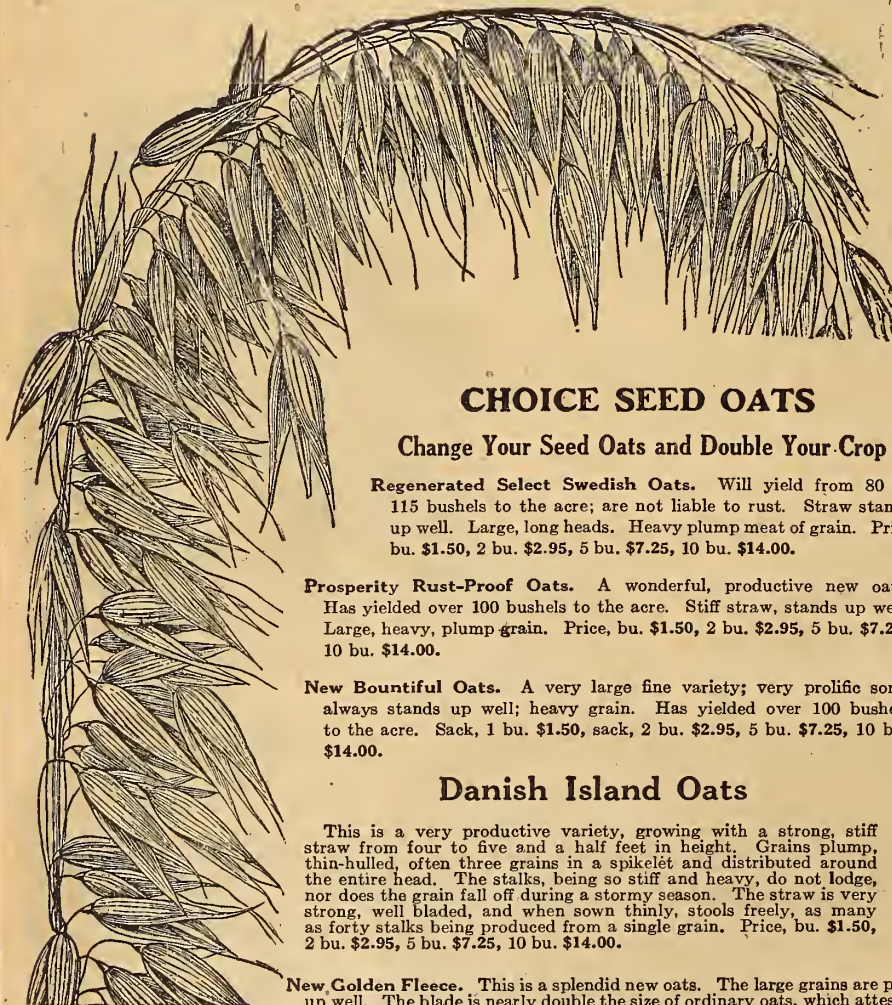 CHOICE SEED OATS
Change Your Seed Oats and Double Your Crop
Regenerated Select Swedish Oats. Will yield from 80
115 bushels to the acre; are not liable to rust. Straw stan
up well. Large, long heads. Heavy plump meat of grain. Pri
bu. $1.50, 2 bu. $2.95, 5 bu. $7.25, 10 bu. $14.00.
Prosperity Rust-Proof Oats. A wonderful, productive new oa
Has yielded over 100 bushels to the acre. Stiff straw, stands up we
Large, heavy, plump grain. Price, bu. $1.50, 2 bu. $2.95, 5 bu. $7.2
10 bu. $14.00.
New Bountiful Oats. A very large fine variety; very prolific sor
always stands up well; heavy grain. Has yielded over 100 bushe
to the acre. Sack, 1 bu. $1.50, sack, 2 bu. $2.95, 5 bu. $7.25, 10 b
$14.00.
Danish Island Oats
This is a very productive variety, growing with a strong, stiff
straw from four to five and a half feet in height. Grains plump,
thin-hulled, often three grains in a spikelet and distributed around
the entire head. The stalks, being so stiff and heavy, do not lodge,
nor does the grain fall off during a stormy season. The straw is very
strong, well bladed, and when sown thinly, stools freely, as many
as forty stalks being produced from a single grain. Price, bu. $1.50,
2 bu. $2.95, 5 bu. $7.25, 10 bu. $14.00.
New Golden Fleece. This is a splendid new oats. The large grains are p
up well. The blade is nearly double the size of ordinary oats, which attes